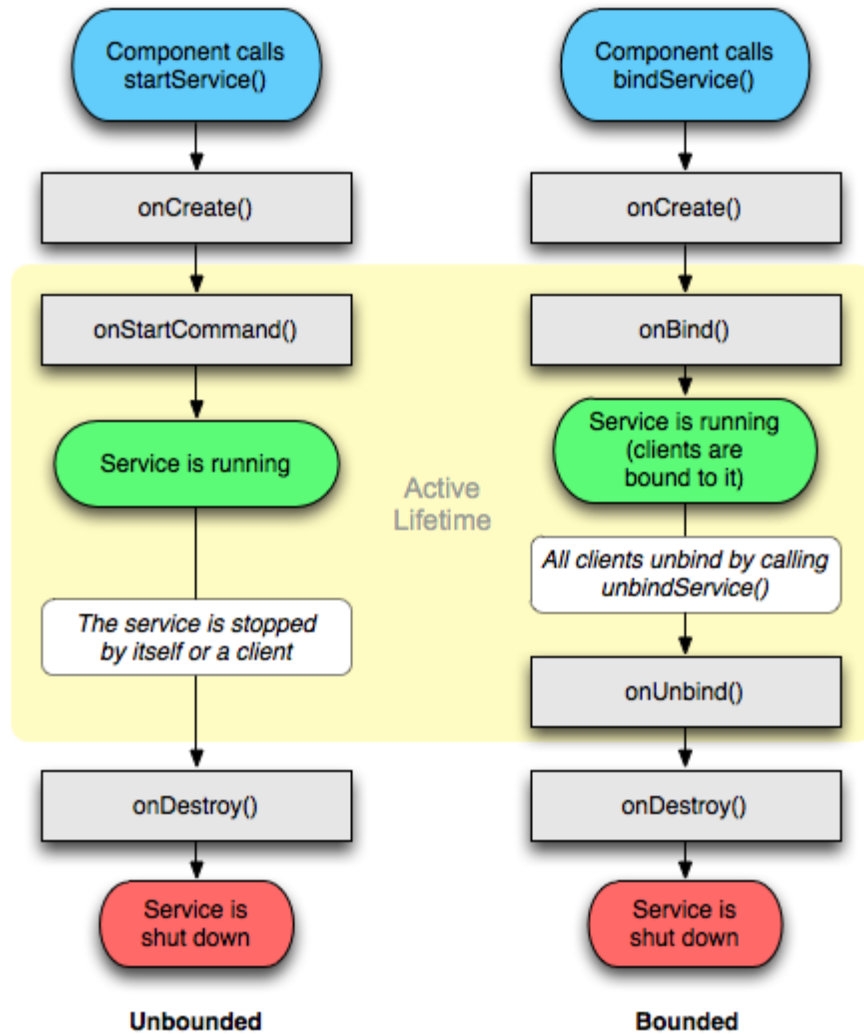 Component calls
startService()
onCreate()
onStartCommand()
Service is running
The service is stopped
by itself or a client
onDestroy()
Service is
shut down
Unbounded
Active
Lifetime
Component calls
bindService()
onCreate()
onBind()
Service is running
(clients are
bound to it)
All clients unbind by calling
unbindService()
onUnbind()
onDestroy()
Service is
shut down
Bounded